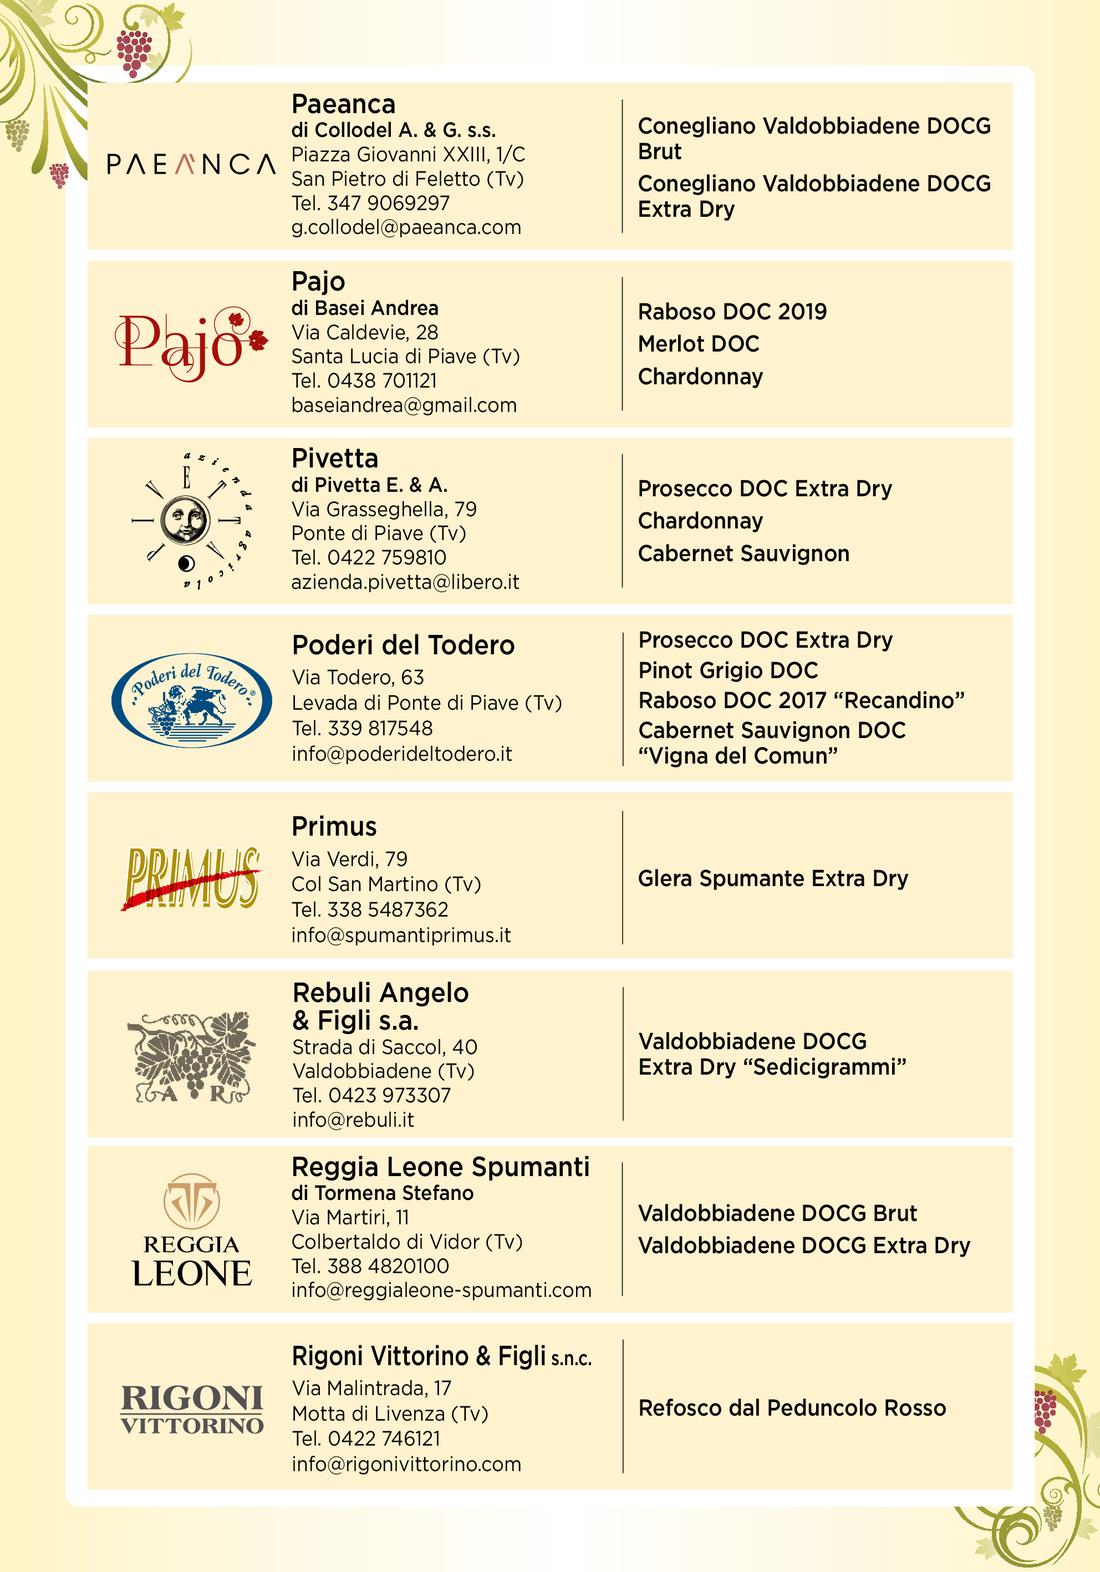 PAEANCA
Paeanca
di Collodel A. & G. s.s.
Piazza Giovanni XXIII, 1/C
San Pietro di Feletto (Tv)
Tel. 347 9069297
g.collodel@paeanca.com
Conegliano Valdobbiadene DOCG
Brut
Conegliano Valdobbiadene DOCG
Extra Dry
Pajo
Pajo
di Basei Andrea
Via Caldevie, 28
Santa Lucia di Piave (Tv)
Tel. 0438 701121
baseiandrea@gmail.com
Raboso DOC 2019
Merlot DOC
Chardonnay
PIVETTA
azienda agricola
Pivetta
di Pivetta E. & A.
Via Grasseghella, 79
Ponte di Piave (Tv)
Tel. 0422 759810
azienda.pivetta@libero.it
Prosecco DOC Extra Dry
Chardonnay
Cabernet Sauvignon
Poderi del Todero®
Poderi del Todero
Via Todero, 63
Levada di Ponte di Piave (Tv)
Tel. 339 817548
info@poderideltodero.it
Prosecco DOC Extra Dry
Pinot Grigio DOC
Raboso DOC 2017 “Recandino”
Cabernet Sauvignon DOC
“Vigna del Comun”
PRIMUS
Primus
Via Verdi, 79
Col San Martino (Tv)
Tel. 338 5487362
info@spumantiprimus.it
Glera Spumante Extra Dry
A R
Rebuli Angelo
& Figli s.a.
Strada di Saccol, 40
Valdobbiadene (Tv)
Tel. 0423 973307
info@rebuli.it
Valdobbiadene DOCG
Extra Dry “Sedicigrammi”
REGGIA
LEONE
Reggia Leone Spumanti
di Tormena Stefano
Via Martiri, 11
Colbertaldo di Vidor (Tv)
Tel. 388 4820100
info@reggialeone-spumanti.com
Valdobbiadene DOCG Brut
Valdobbiadene DOCG Extra Dry
RIGONI
VITTORINO
Rigoni Vittorino & Figli s.n.c.
Via Malintrada, 17
Motta di Livenza (Tv)
Tel. 0422 746121
info@rigonivittorino.com
Refosco dal Peduncolo Rosso